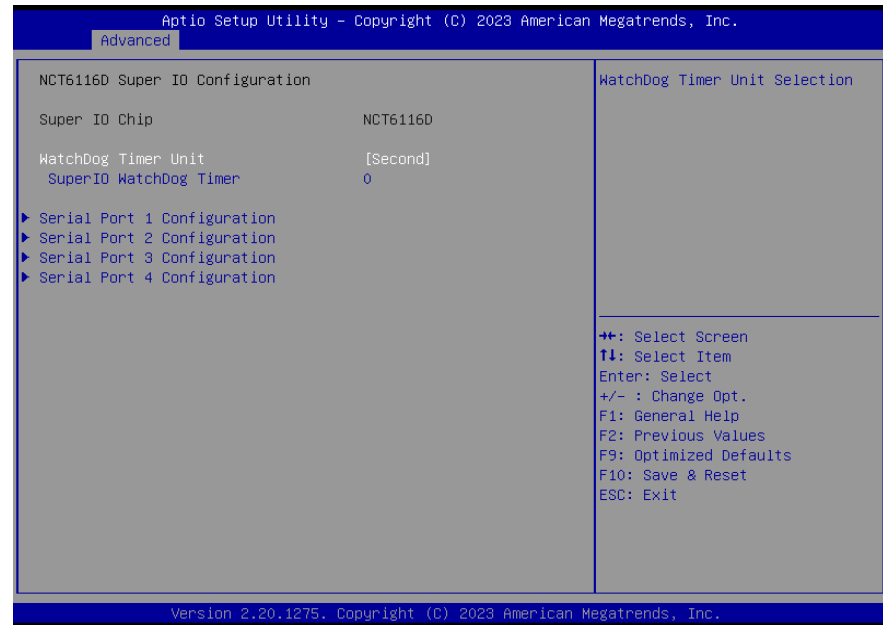 Aptio Setup Utility – Copyright (C) 2023 American Megatrends, Inc.
Advanced
NCT6116D Super IO Configuration
Super IO Chip NCT6116D
WatchDog Timer Unit [Second]
SuperIO WatchDog Timer 0
▶ Serial Port 1 Configuration
▶ Serial Port 2 Configuration
▶ Serial Port 3 Configuration
▶ Serial Port 4 Configuration
WatchDog Timer Unit Selection
→←: Select Screen
↑↓: Select Item
Enter: Select
+/- : Change Opt.
F1: General Help
F2: Previous Values
F9: Optimized Defaults
F10: Save & Reset
ESC: Exit
Version 2.20.1275. Copyright (C) 2023 American Megatrends, Inc.